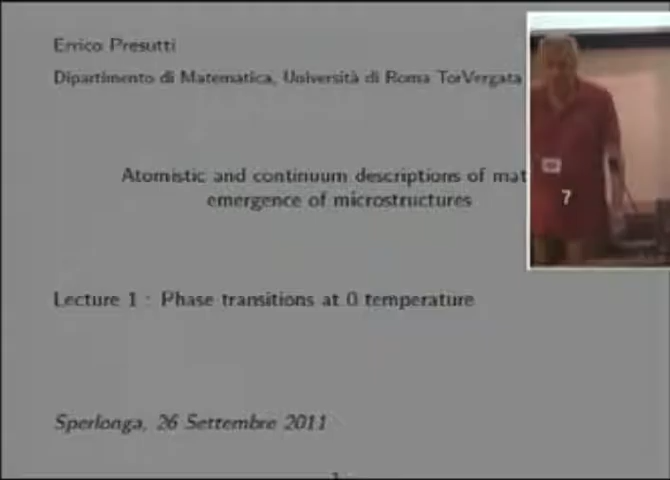 Errico Presutti
Dipartimento di Matematica, Università di Roma TorVergata
Atomistic and continuum descriptions of mat
emergence of microstructures
7
Lecture 1 : Phase transitions at 0 temperature
Sperlonga, 26 Settembre 2011
1